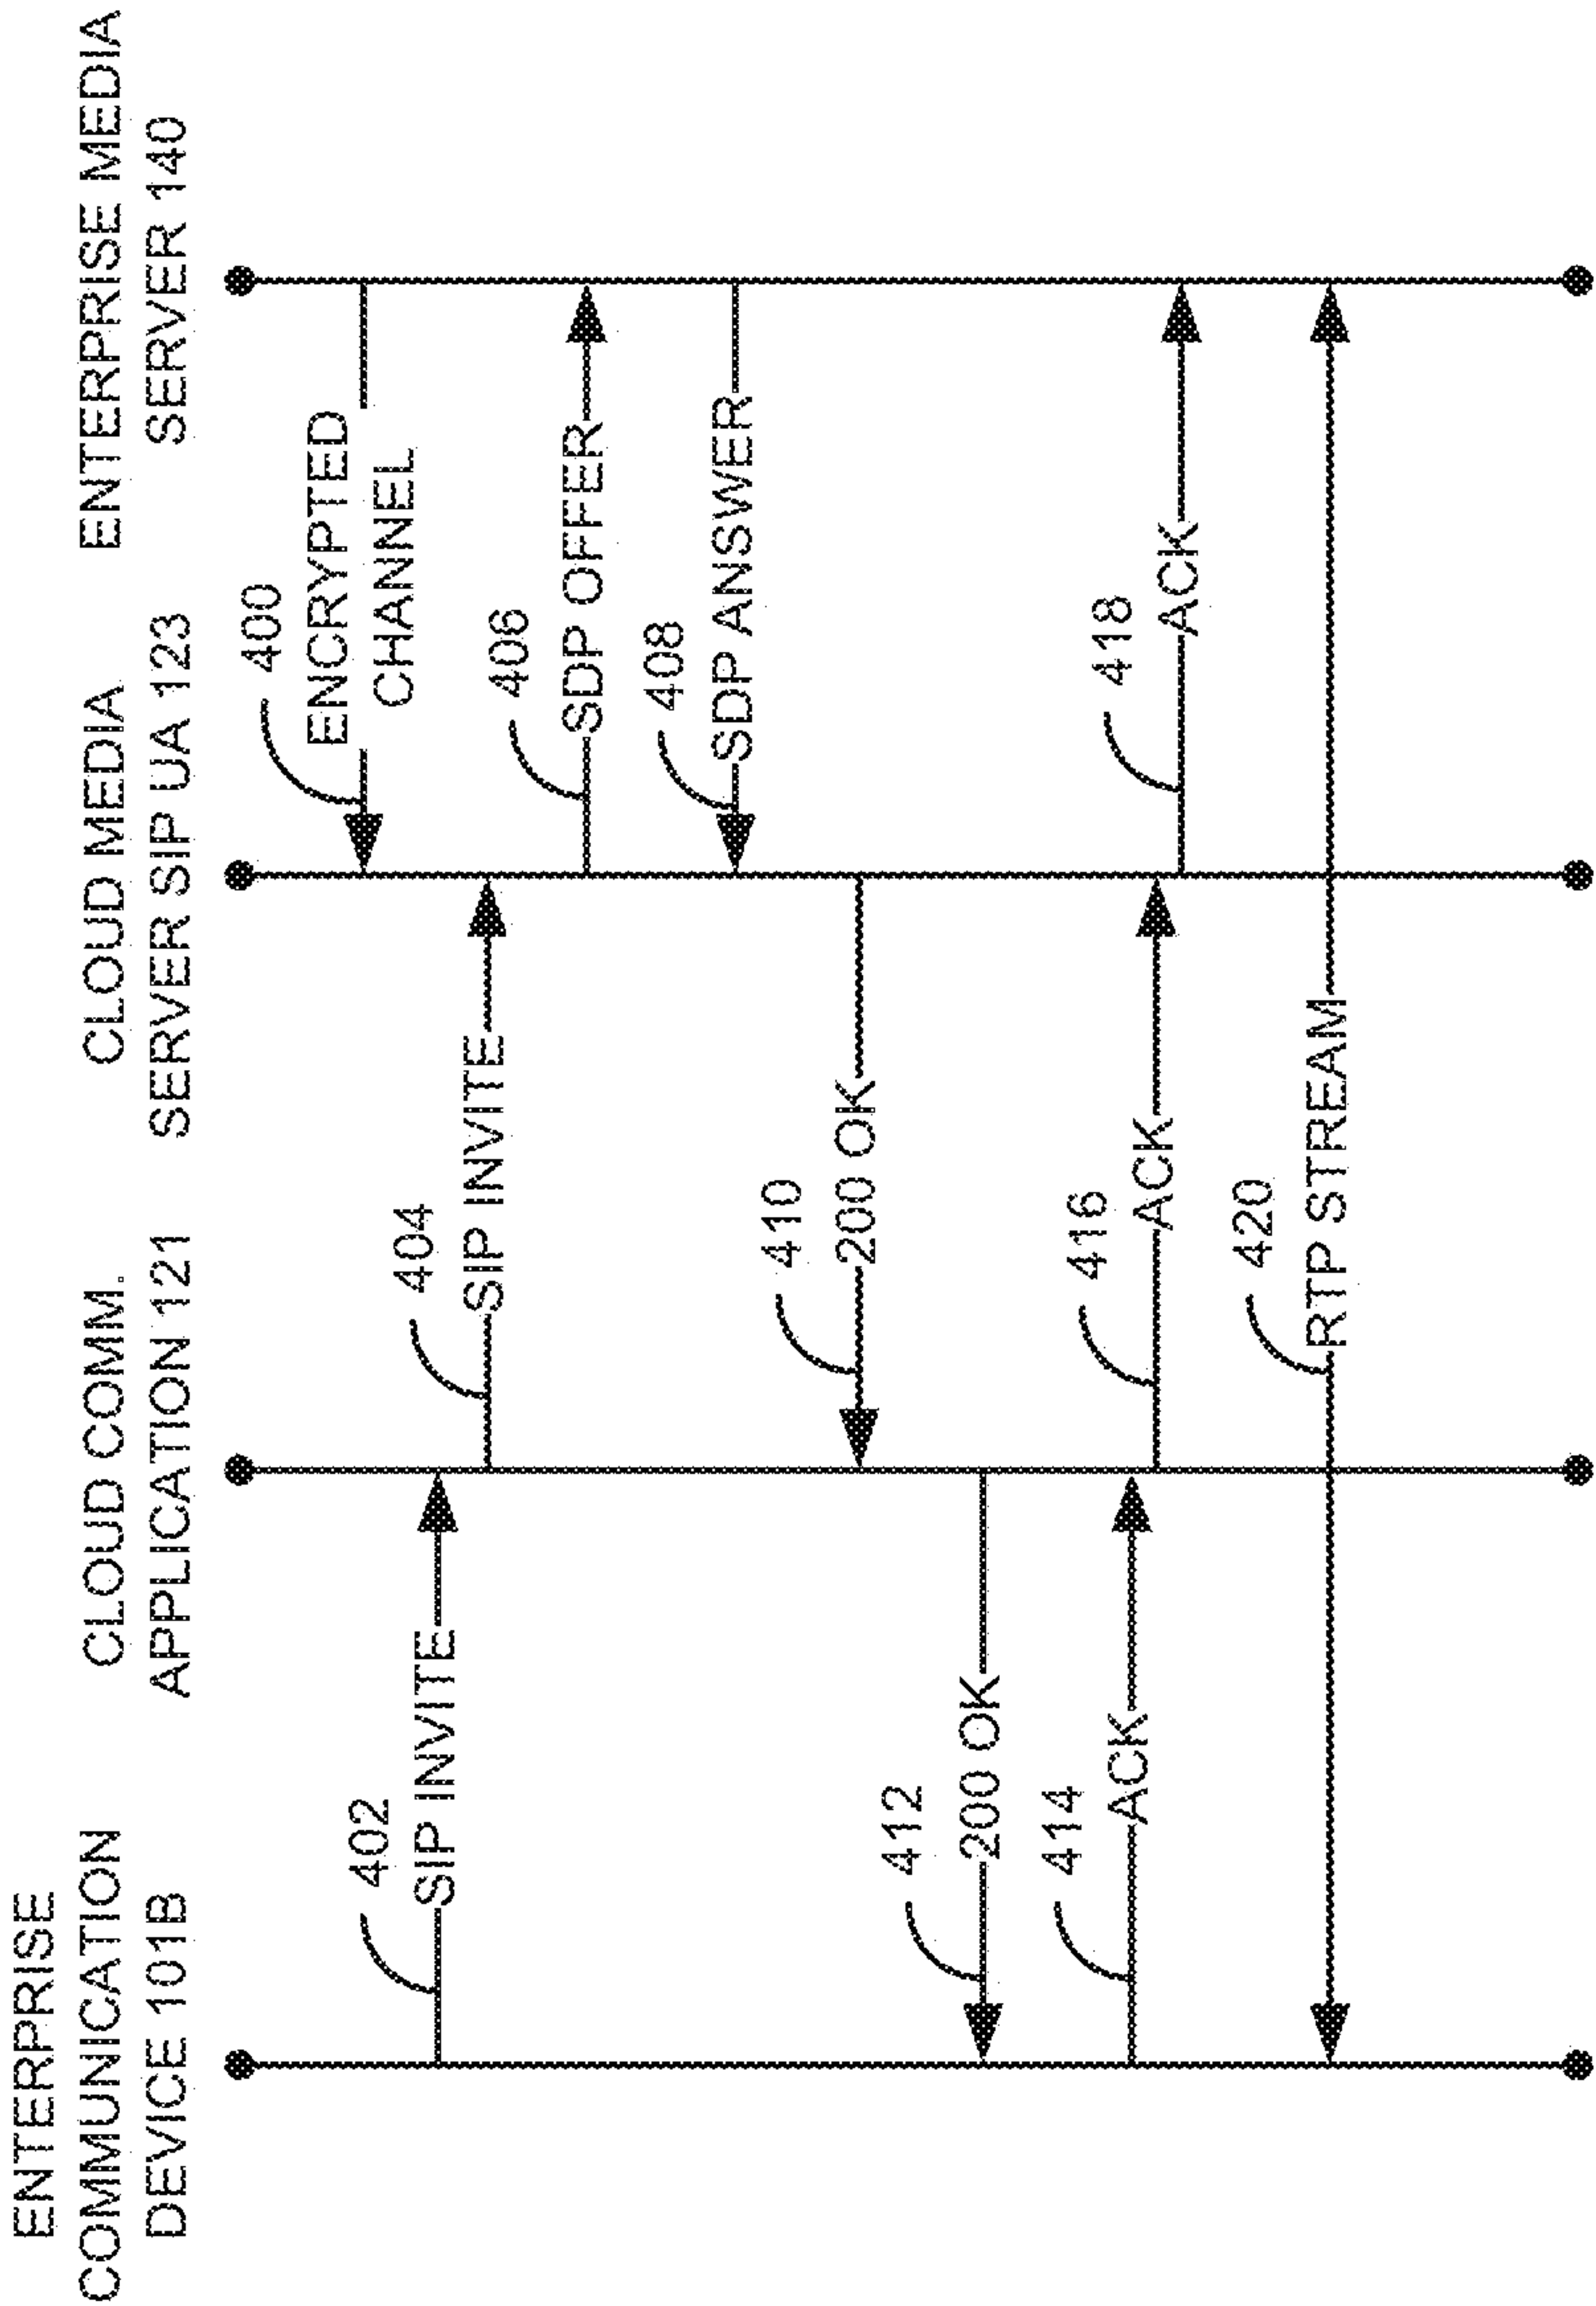 ENTERPRISE
COMMUNICATION
DEVICE 101B
CLOUD COMM.
APPLICATION 121
CLOUD MEDIA
SERVER SIP UA 123
ENTERPRISE MEDIA
SERVER 140
400
ENCRYPTED
CHANNEL
402
SIP INVITE
404
SIP INVITE
406
SDP OFFER
408
SDP ANSWER
410
200 OK
412
200 OK
414
ACK
416
ACK
418
ACK
420
RTP STREAM